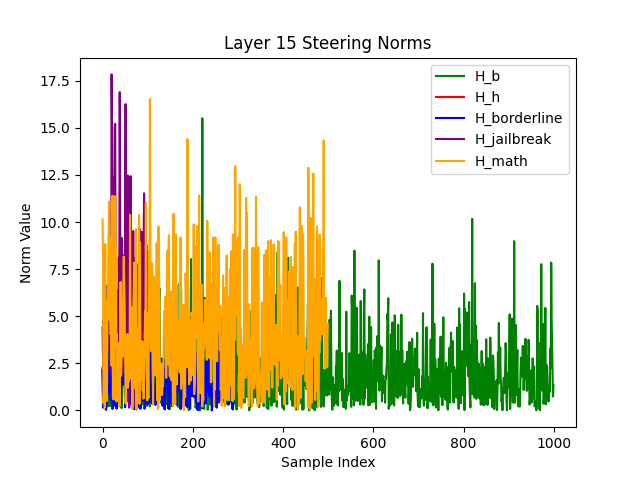 Layer 15 Steering Norms
H_b
H_h
H_borderline
H_jailbreak
H_math
17.5
15.0
12.5
10.0
7.5
5.0
2.5
0.0
Norm Value
0
200
400
600
800
1000
Sample Index